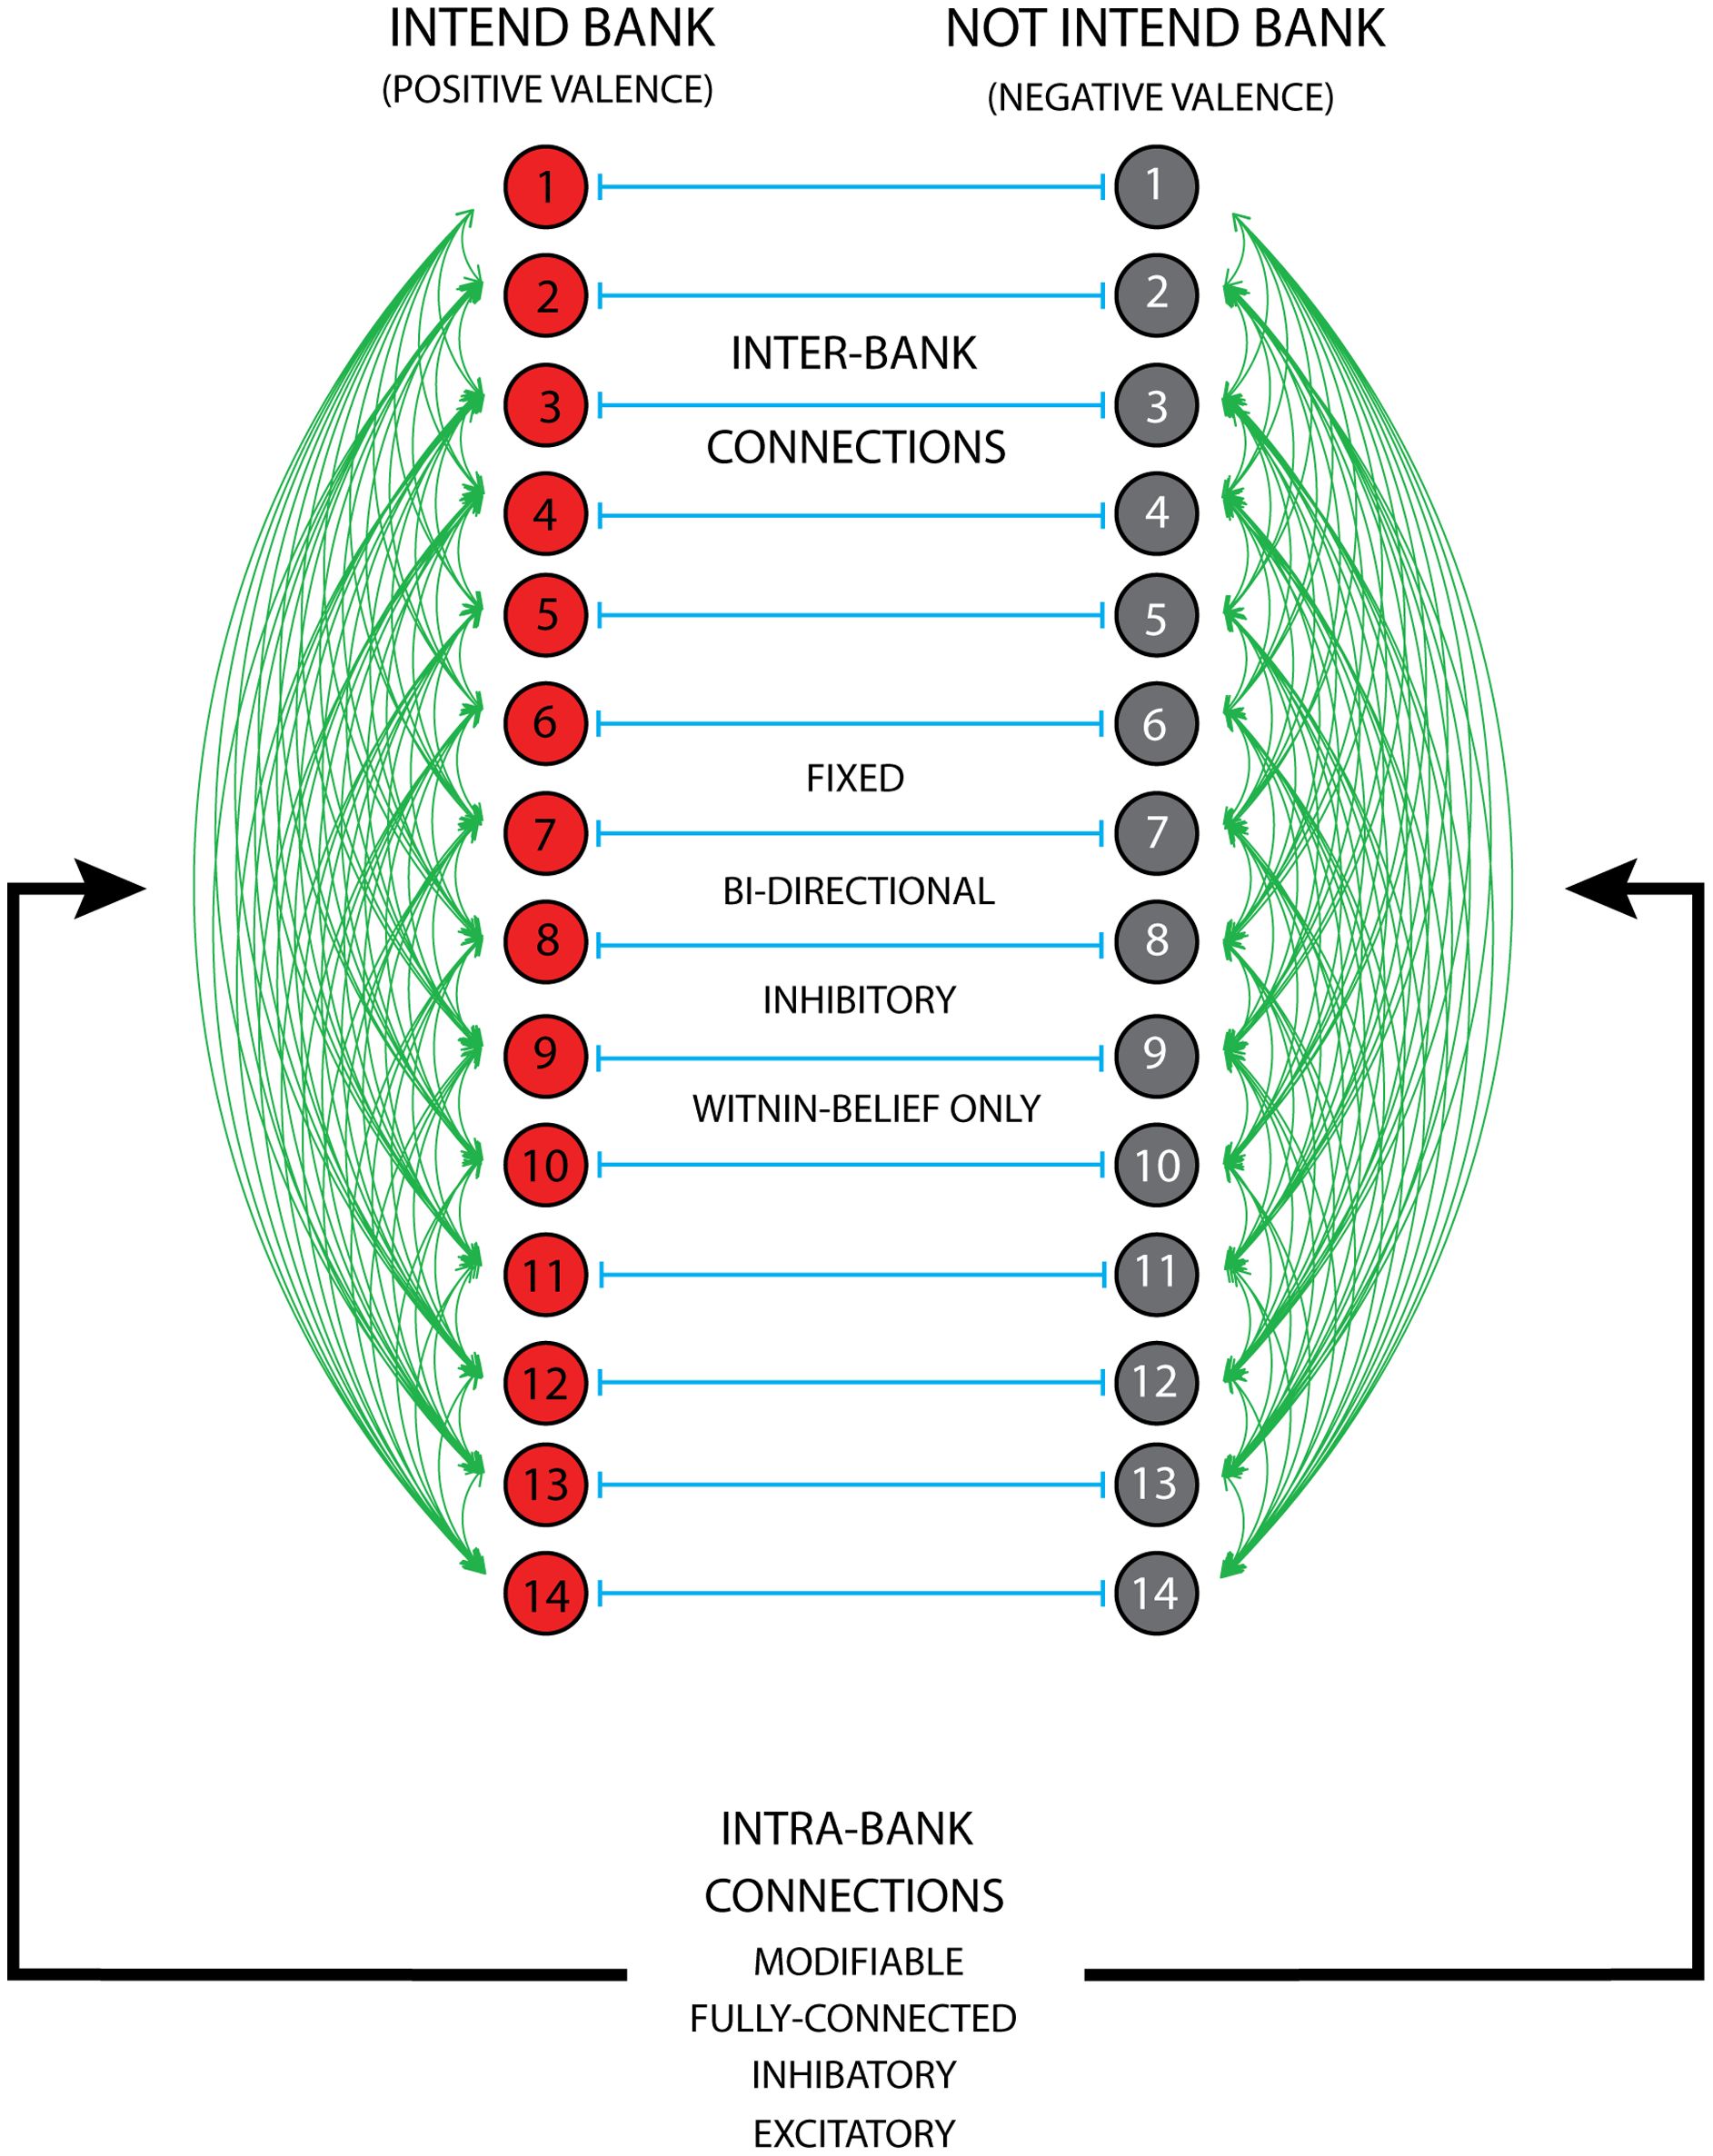 INTEND BANK
NOT INTEND BANK
(POSITIVE VALENCE)
(NEGATIVE VALENCE)
1
1
2
2
INTER-BANK
3
3
CONNECTIONS
4
4
5
5
6
6
FIXED
7
7
BI-DIRECTIONAL
8
8
INHIBITORY
9
9
WITNIN-BELIEF ONLY
10
10
11
11
12
12
13
13
14
14
INTRA-BANK
CONNECTIONS
MODIFIABLE
FULLY-CONNECTED
INHIBATORY
EXCITATORY